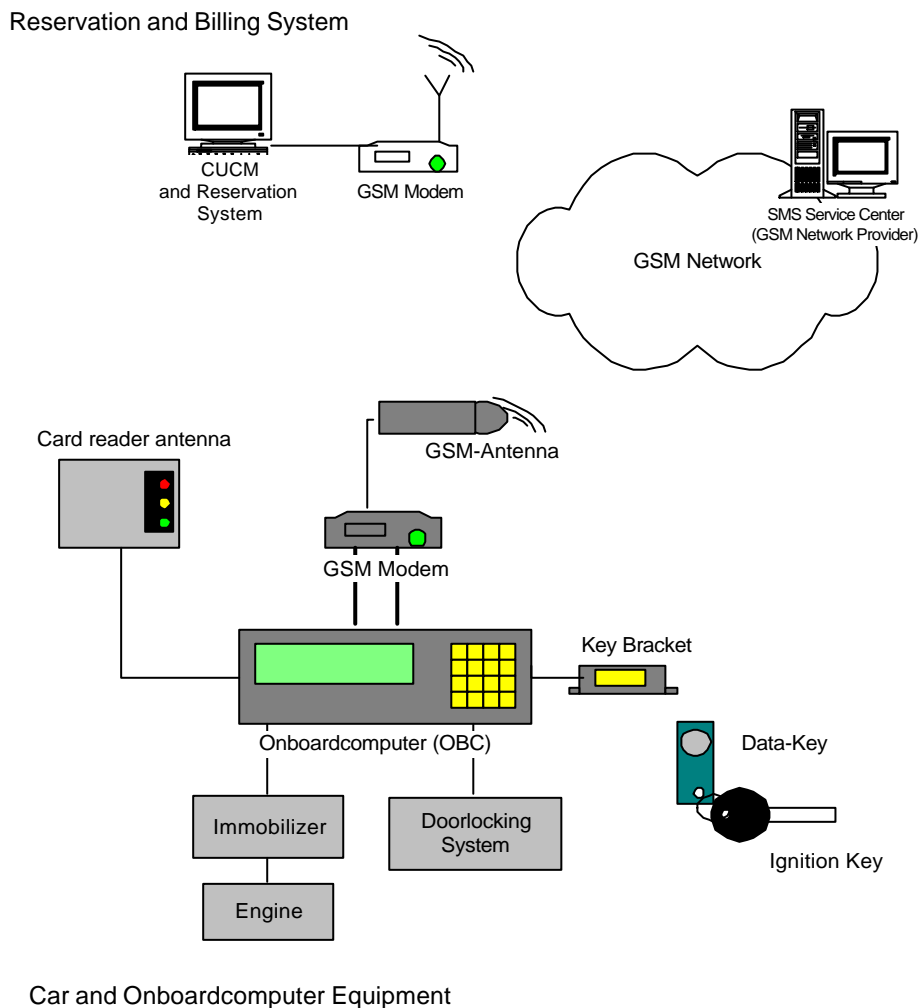 Reservation and Billing System
CUCM
and Reservation
System
GSM Modem
SMS Service Center
(GSM Network Provider)
GSM Network
Card reader antenna
GSM-Antenna
GSM Modem
Key Bracket
Onboardcomputer (OBC)
Data-Key
Immobilizer
Doorlocking
System
Ignition Key
Engine
Car and Onboardcomputer Equipment